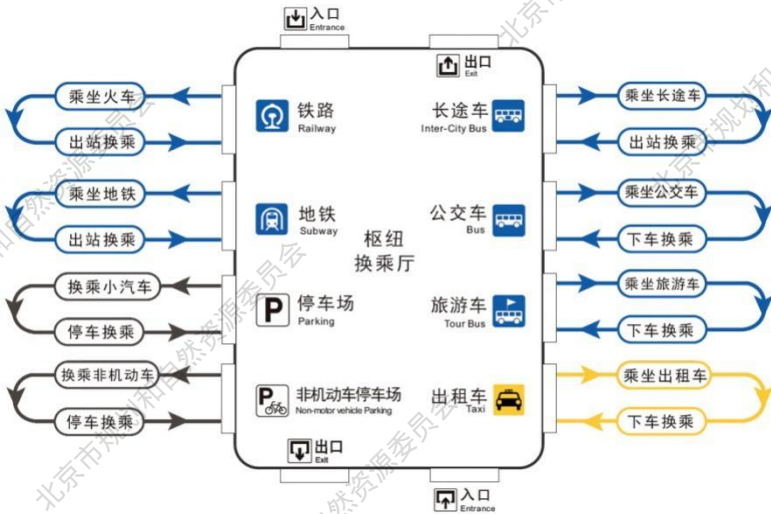 入口
Entrance
出口
Exit
乘坐火车
出站换乘
铁路
Railway
长途车
Inter-City Bus
乘坐长途车
出站换乘
乘坐地铁
出站换乘
地铁
Subway
公交车
Bus
乘坐公交车
下车换乘
枢纽
换乘厅
换乘小汽车
停车换乘
P
停车场
Parking
旅游车
Tour Bus
乘坐旅游车
下车换乘
换乘非机动车
停车换乘
P
非机动车停车场
Non-motor vehicle Parking
出租车
Taxi
乘坐出租车
下车换乘
出口
Exit
入口
Entrance
北京市规划和自然资源委员会